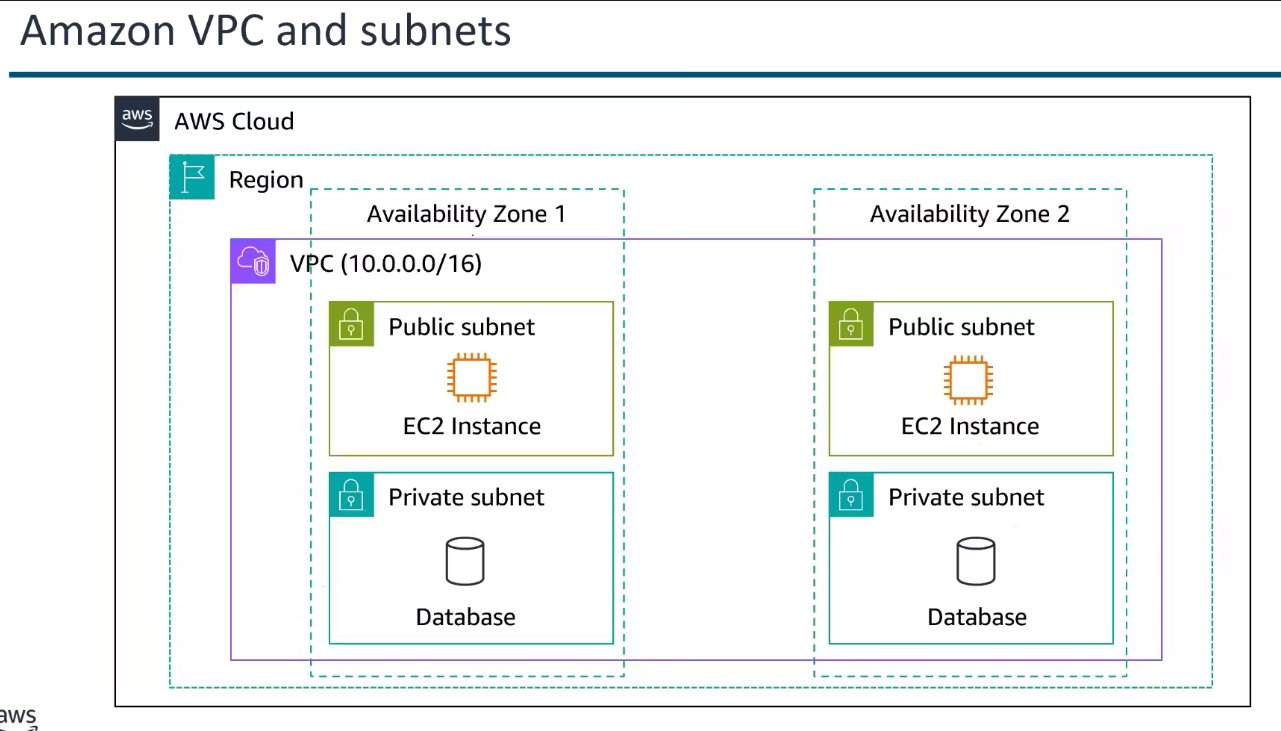 Amazon VPC and subnets
aws
AWS Cloud
Region
Availability Zone 1
Availability Zone 2
VPC (10.0.0.0/16)
Public subnet
EC2 Instance
Public subnet
EC2 Instance
Private subnet
Database
Private subnet
Database
aws